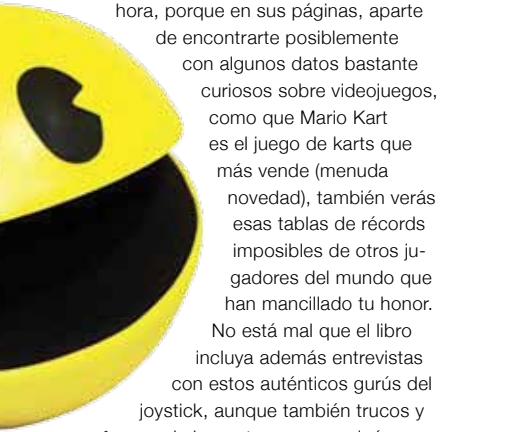 hora, porque en sus páginas, aparte
de encontrarte posiblemente
con algunos datos bastante
curiosos sobre videojuegos,
como que Mario Kart
es el juego de karts que
más vende (menuda
novedad), también verás
esas tablas de récords
imposibles de otros ju-
gadores del mundo que
han mancillado tu honor.
No está mal que el libro
incluya además entrevistas
con estos auténticos gurús del
joystick, aunque también trucos y